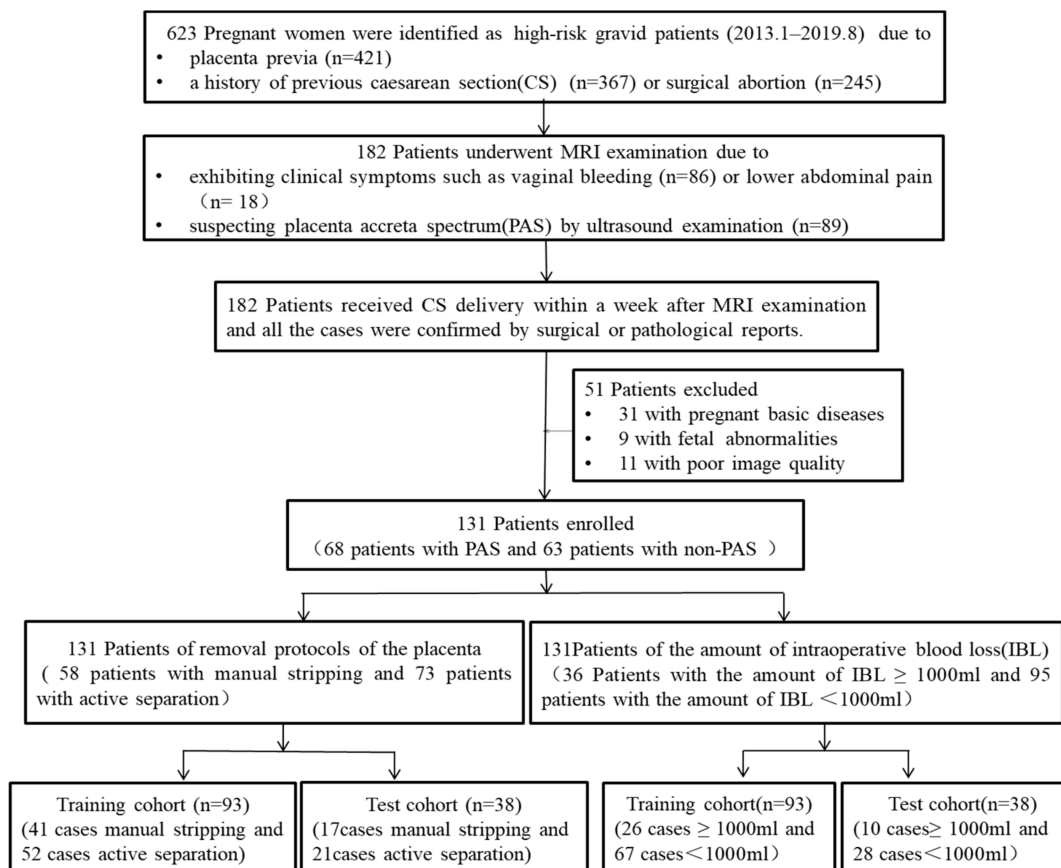 623 Pregnant women were identified as high-risk gravid patients (2013.1–2019.8) due to
• placenta previa (n=421)
• a history of previous caesarean section(CS) (n=367) or surgical abortion (n=245)
182 Patients underwent MRI examination due to
• exhibiting clinical symptoms such as vaginal bleeding (n=86) or lower abdominal pain
（n= 18）
• suspecting placenta accreta spectrum(PAS) by ultrasound examination (n=89)
182 Patients received CS delivery within a week after MRI examination
and all the cases were confirmed by surgical or pathological reports.
51 Patients excluded
• 31 with pregnant basic diseases
• 9 with fetal abnormalities
• 11 with poor image quality
131 Patients enrolled
（68 patients with PAS and 63 patients with non-PAS ）
131 Patients of removal protocols of the placenta
( 58 patients with manual stripping and 73 patients
with active separation）
131Patients of the amount of intraoperative blood loss(IBL)
（36 Patients with the amount of IBL ≥ 1000ml and 95
patients with the amount of IBL ＜1000ml）
Training cohort (n=93)
(41 cases manual stripping and
52 cases active separation)
Test cohort (n=38)
(17cases manual stripping and
21cases active separation)
Training cohort(n=93)
(26 cases ≥ 1000ml and
67 cases＜1000ml）
Test cohort(n=38)
(10 cases≥ 1000ml and
28 cases＜1000ml）